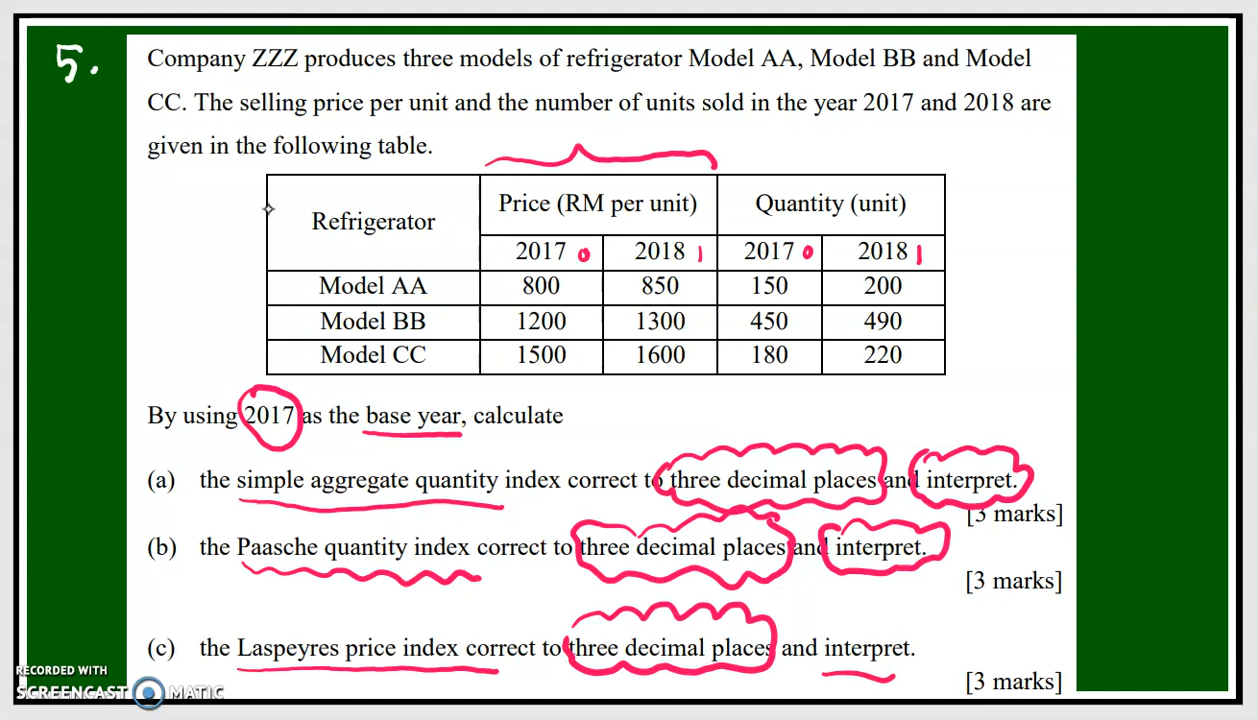 5.
Company ZZZ produces three models of refrigerator Model AA, Model BB and Model
CC. The selling price per unit and the number of units sold in the year 2017 and 2018 are
given in the following table.
Refrigerator Price (RM per unit) Quantity (unit)
2017 0 2018 1 2017 0 2018 1
Model AA 800 850 150 200
Model BB 1200 1300 450 490
Model CC 1500 1600 180 220
By using 2017 as the base year, calculate
(a) the simple aggregate quantity index correct to three decimal places and interpret.
[3 marks]
(b) the Paasche quantity index correct to three decimal places and interpret.
[3 marks]
(c) the Laspeyres price index correct to three decimal places and interpret.
[3 marks]
RECORDED WITH
SCREENCAST MATIC